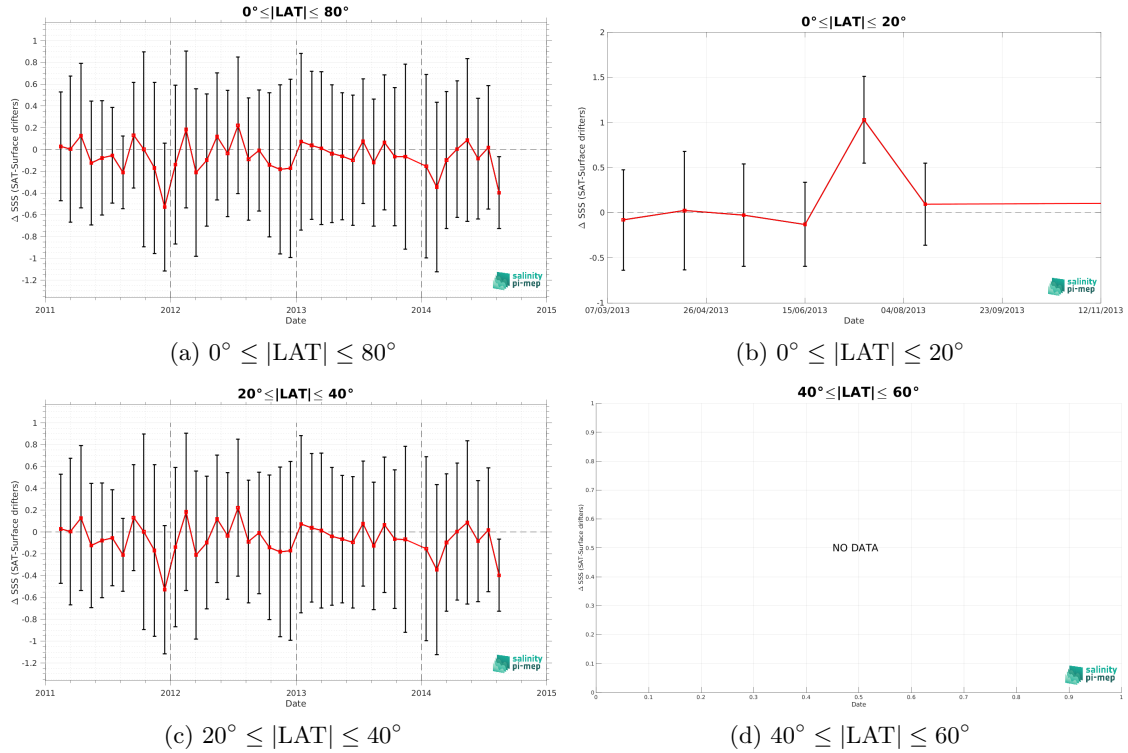 0°≤|LAT|≤ 80°
Δ SSS (SAT-Surface drifters)
1
0.8
0.6
0.4
0.2
0
-0.2
-0.4
-0.6
-0.8
-1
-1.2
2011
2012
2013
2014
2015
Date
salinity
pi-mep
(a) 0° ≤ |LAT| ≤ 80°
0°≤|LAT|≤ 20°
Δ SSS (SAT-Surface drifters)
2
1.5
1
0.5
0
-0.5
-1
07/03/2013
26/04/2013
15/06/2013
04/08/2013
23/09/2013
12/11/2013
Date
salinity
pi-mep
(b) 0° ≤ |LAT| ≤ 20°
20°≤|LAT|≤ 40°
Δ SSS (SAT-Surface drifters)
1
0.8
0.6
0.4
0.2
0
-0.2
-0.4
-0.6
-0.8
-1
-1.2
2011
2012
2013
2014
2015
Date
salinity
pi-mep
(c) 20° ≤ |LAT| ≤ 40°
40°≤|LAT|≤ 60°
Δ SSS (SAT-Surface drifters)
1
0.9
0.8
0.7
0.6
0.5
0.4
0.3
0.2
0.1
0
NO DATA
0
0.1
0.2
0.3
0.4
0.5
0.6
0.7
0.8
0.9
1
Date
salinity
pi-mep
(d) 40° ≤ |LAT| ≤ 60°